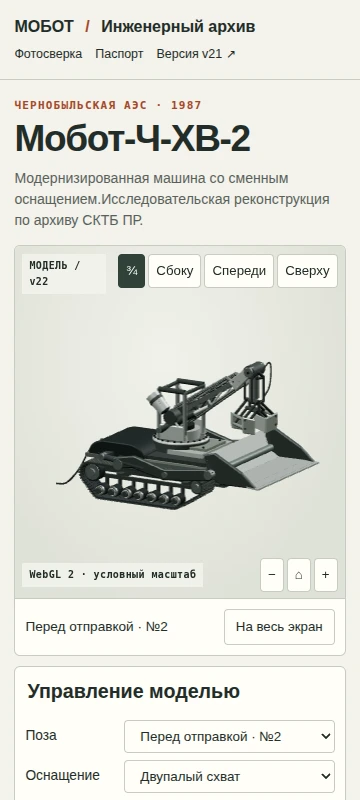 МОБОТ / Инженерный архив
Фотосверка Паспорт Версия v21 ↗
ЧЕРНОБЫЛЬСКАЯ АЭС · 1987
Мобот-Ч-ХВ-2
Модернизированная машина со сменным
оснащением.Исследовательская реконструкция
по архиву СКТБ ПР.
МОДЕЛЬ /
v22
¾ Сбоку Спереди Сверху
WebGL 2 · условный масштаб
− ⌂ +
Перед отправкой · №2
На весь экран
Управление моделью
Поза
Перед отправкой · №2
Оснащение
Двупалый схват